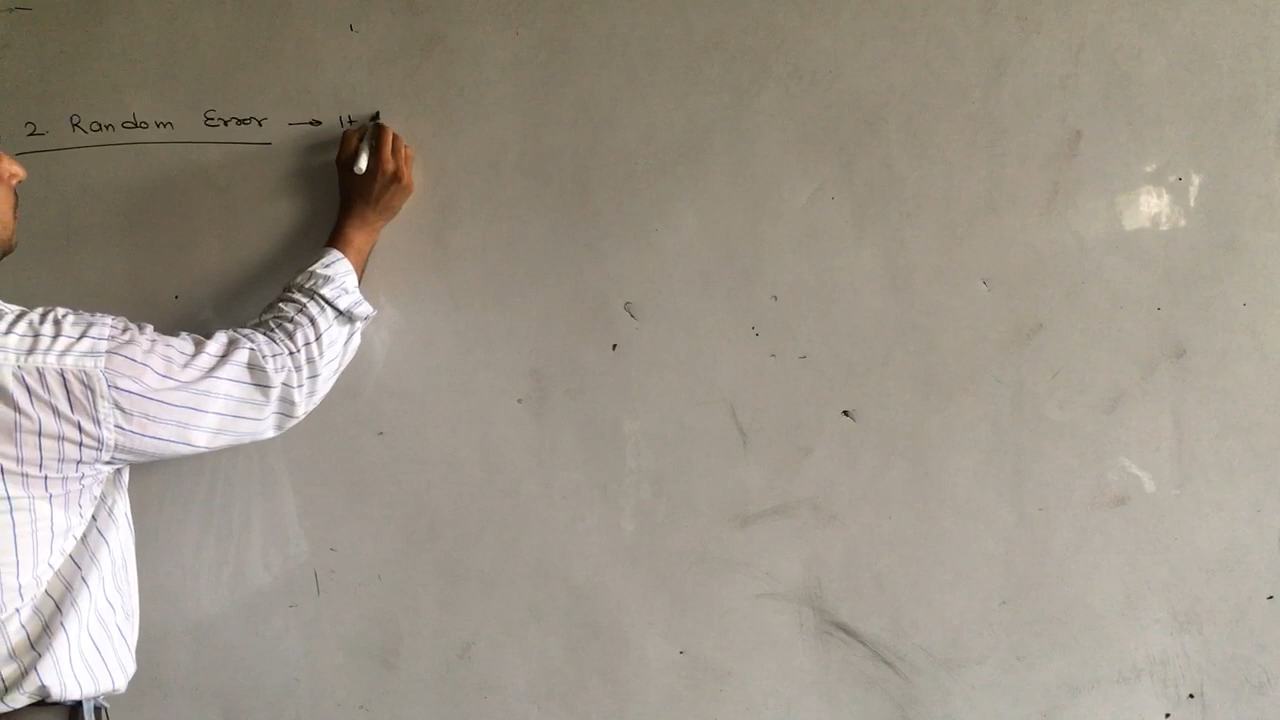 2. Random Error → It